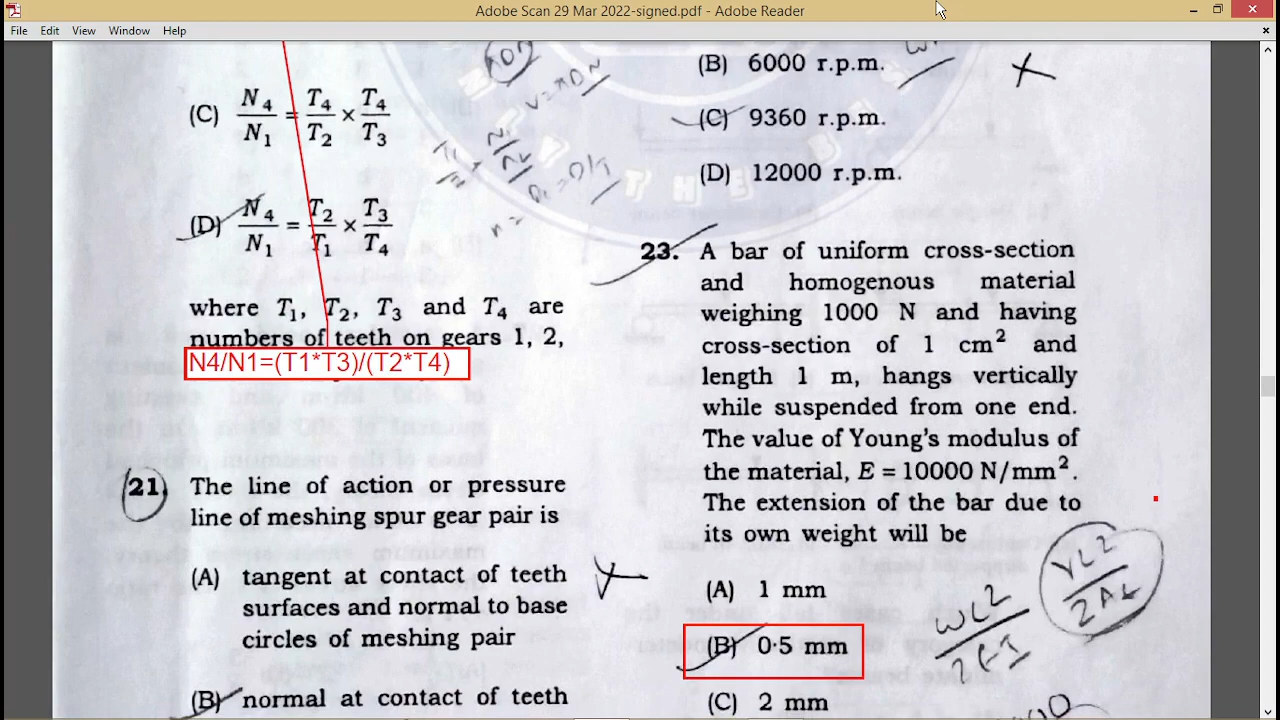 Adobe Scan 29 Mar 2022-signed.pdf - Adobe Reader
File Edit View Window Help
(C) N4/N1 = T4/T2 × T4/T3
(D) N4/N1 = T2/T1 × T3/T4
where T1, T2, T3 and T4 are
numbers of teeth on gears 1, 2,
N4/N1=(T1*T3)/(T2*T4)
21. The line of action or pressure
line of meshing spur gear pair is
(A) tangent at contact of teeth
surfaces and normal to base
circles of meshing pair
(B) normal at contact of teeth
(B) 6000 r.p.m.
(C) 9360 r.p.m.
(D) 12000 r.p.m.
BY THE
23. A bar of uniform cross-section
and homogenous material
weighing 1000 N and having
cross-section of 1 cm² and
length 1 m, hangs vertically
while suspended from one end.
The value of Young's modulus of
the material, E = 10000 N/mm².
The extension of the bar due to
its own weight will be
(A) 1 mm
(B) 0·5 mm
(C) 2 mm